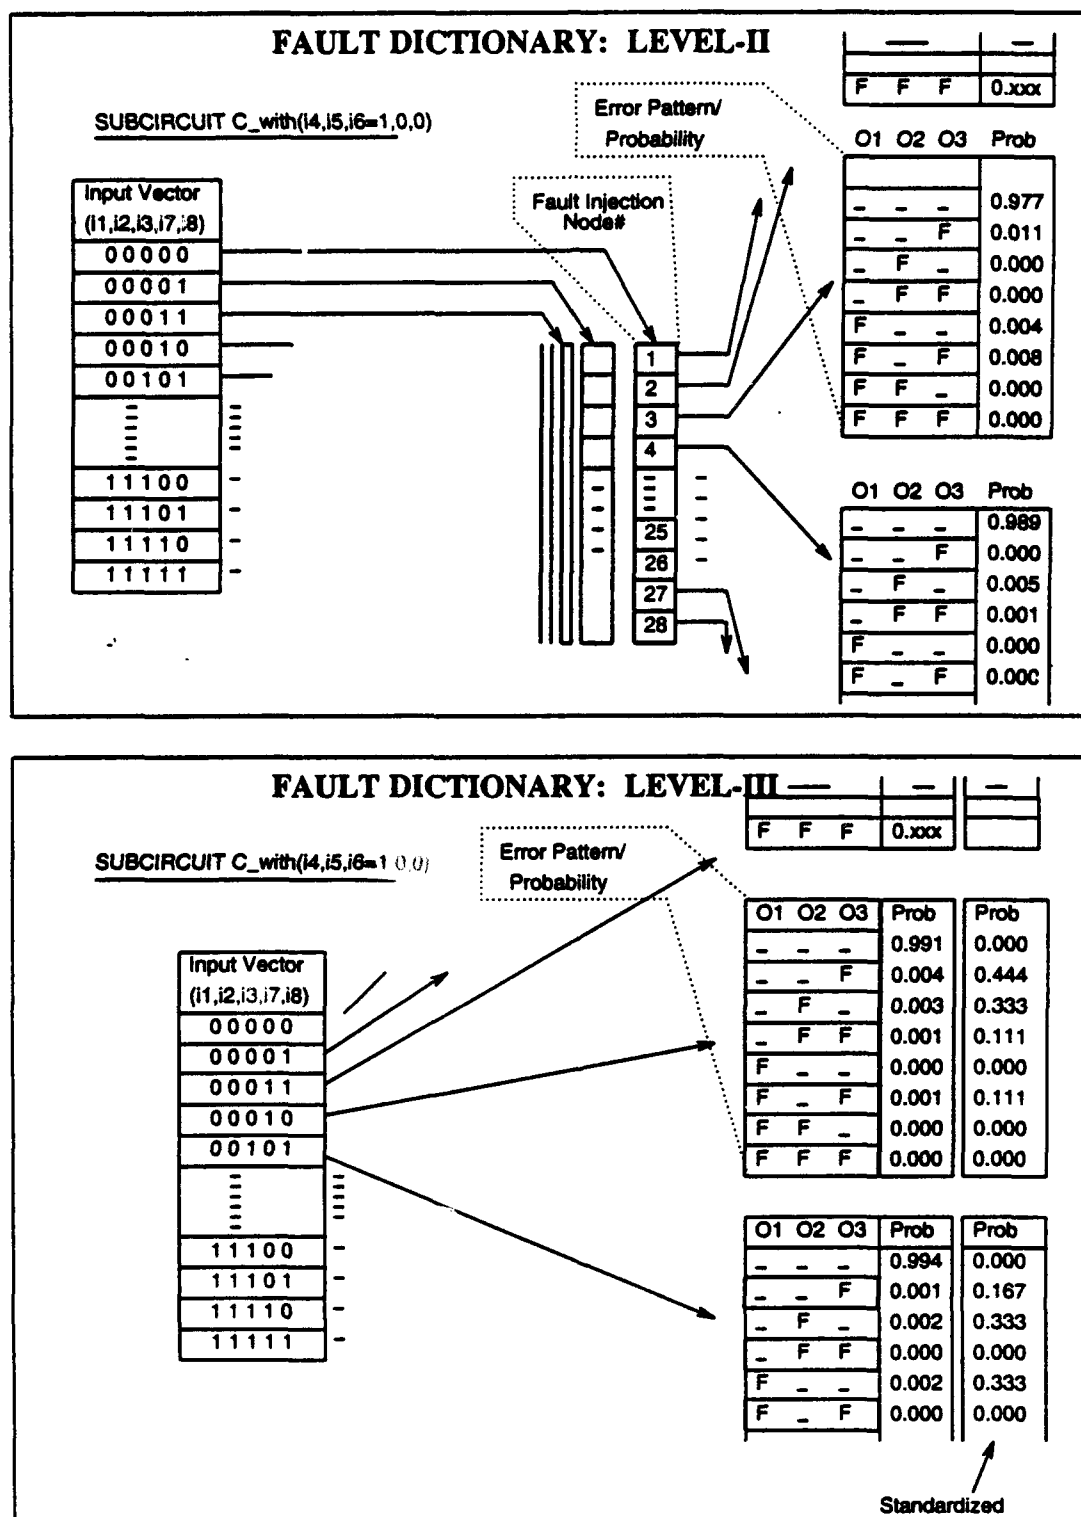 FAULT DICTIONARY: LEVEL-II
F F F 0.xxx
SUBCIRCUIT C_with(i4,i5,i6=1,0,0)
Error Pattern/
Probability
Input Vector
(i1,i2,i3,i7,i8)
00000
00001
00011
00010
00101
11100
11101
11110
11111
Fault Injection
Node#
1
2
3
4
25
26
27
28
O1 O2 O3 Prob
_ _ _ 0.977
_ _ F 0.011
_ F _ 0.000
_ F F 0.000
F _ _ 0.004
F _ F 0.008
F F _ 0.000
F F F 0.000
O1 O2 O3 Prob
_ _ _ 0.989
_ _ F 0.000
_ F _ 0.005
_ F F 0.001
F _ _ 0.000
F _ F 0.000
FAULT DICTIONARY: LEVEL-III
F F F 0.xxx
SUBCIRCUIT C_with(i4,i5,i6=1 0,0)
Error Pattern/
Probability
Input Vector
(i1,i2,i3,i7,i8)
00000
00001
00011
00010
00101
11100
11101
11110
11111
O1 O2 O3 Prob Prob
_ _ _ 0.991 0.000
_ _ F 0.004 0.444
_ F _ 0.003 0.333
_ F F 0.001 0.111
F _ _ 0.000 0.000
F _ F 0.001 0.111
F F _ 0.000 0.000
F F F 0.000 0.000
O1 O2 O3 Prob Prob
_ _ _ 0.994 0.000
_ _ F 0.001 0.167
_ F _ 0.002 0.333
_ F F 0.000 0.000
F _ _ 0.002 0.333
F _ F 0.000 0.000
Standardized